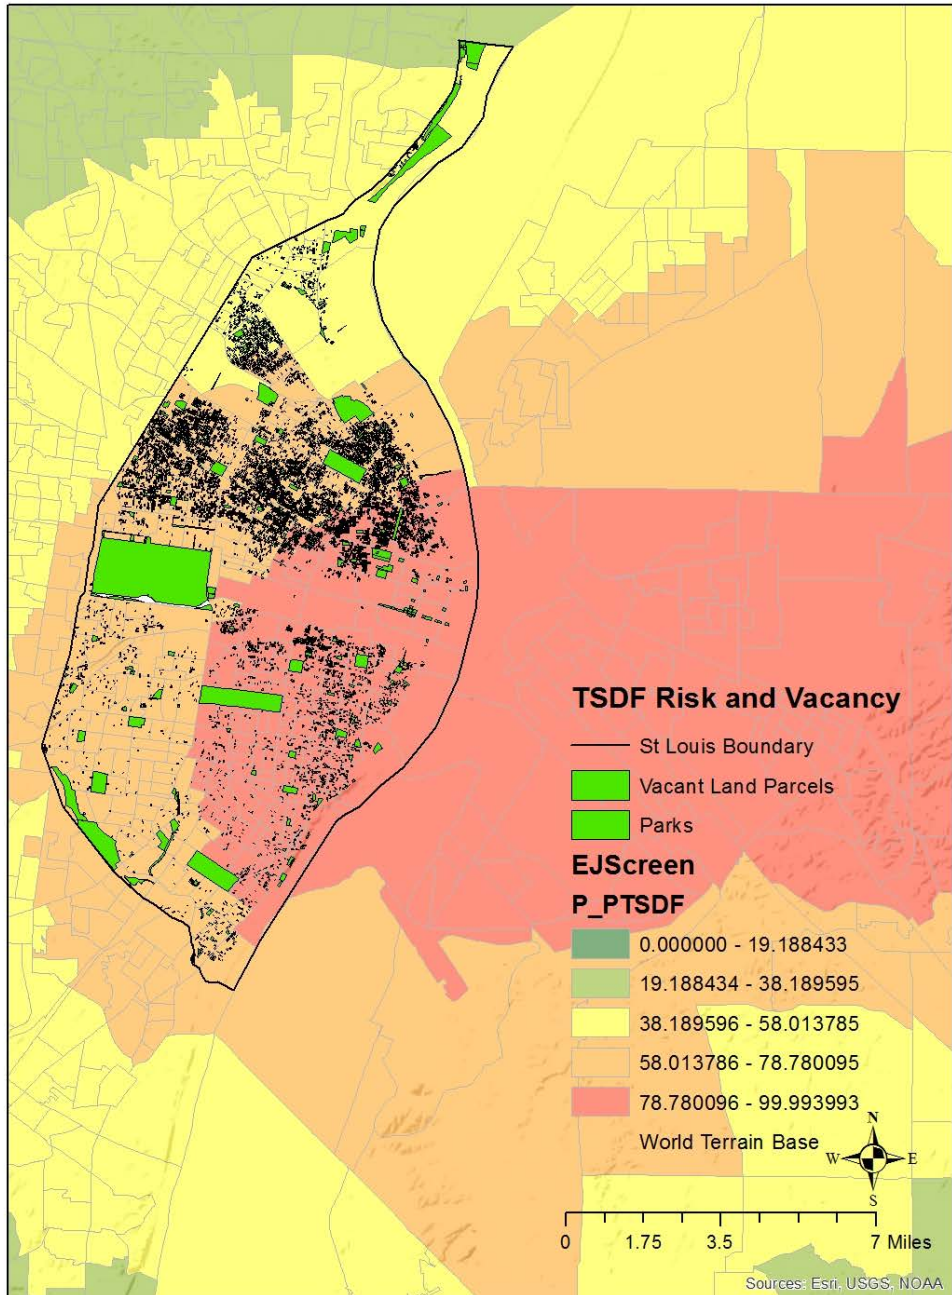 TSDF Risk and Vacancy
St Louis Boundary
Vacant Land Parcels
Parks
EJScreen
P_PTSDF
0.000000 - 19.188433
19.188434 - 38.189595
38.189596 - 58.013785
58.013786 - 78.780095
78.780096 - 99.993993
World Terrain Base
N
W E
S
0 1.75 3.5 7 Miles
Sources: Esri, USGS, NOAA